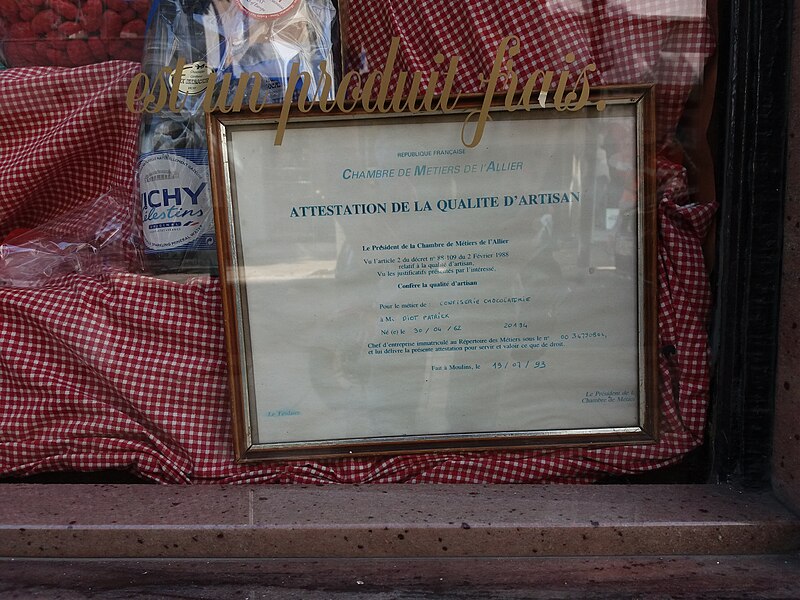 est un produit frais.
VICHY
Célestins
ORIGINAL
REPUBLIQUE FRANÇAISE
CHAMBRE DE METIERS DE L'ALLIER
ATTESTATION DE LA QUALITE D'ARTISAN
Le Président de la Chambre de Métiers de l'Allier
Vu l'article 2 du décret n° 88-109 du 2 Février 1988
relatif à la qualité d'artisan,
Vu les justificatifs présentés par l'intéressé,
Confère la qualité d'artisan
Pour le métier de : CONFISERIE CHOCOLATERIE
à M. DIOT PATRICK
Né (e) le 30 / 04 / 62
Chef d'entreprise immatriculé au Répertoire des Métiers sous le n°
et lui délivre la présente attestation pour servir et valoir ce que de droit.
Fait à Moulins, le 19 / 07 / 93
Le Titulaire
Le Président de la
Chambre de Métiers